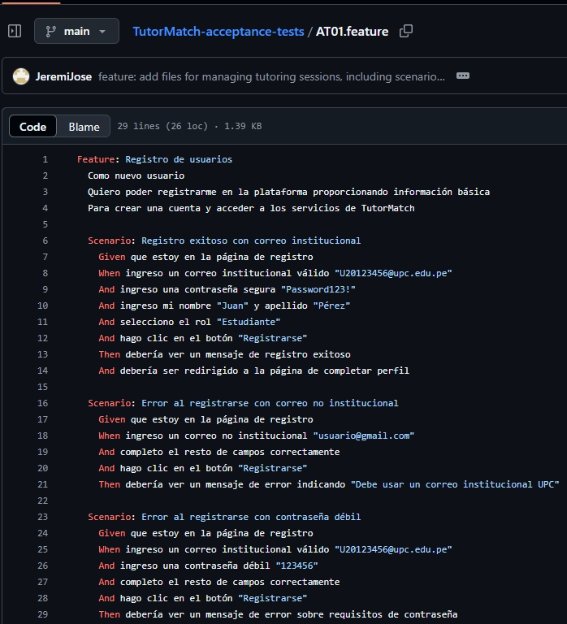 main
TutorMatch-acceptance-tests / AT01.feature
JeremiJose feature: add files for managing tutoring sessions, including scenario...
Code Blame 29 lines (26 loc) · 1.39 KB
1 Feature: Registro de usuarios
2 Como nuevo usuario
3 Quiero poder registrarme en la plataforma proporcionando información básica
4 Para crear una cuenta y acceder a los servicios de TutorMatch
5
6 Scenario: Registro exitoso con correo institucional
7 Given que estoy en la página de registro
8 When ingreso un correo institucional válido "U20123456@upc.edu.pe"
9 And ingreso una contraseña segura "Password123!"
10 And ingreso mi nombre "Juan" y apellido "Pérez"
11 And selecciono el rol "Estudiante"
12 And hago clic en el botón "Registrarse"
13 Then debería ver un mensaje de registro exitoso
14 And debería ser redirigido a la página de completar perfil
15
16 Scenario: Error al registrarse con correo no institucional
17 Given que estoy en la página de registro
18 When ingreso un correo no institucional "usuario@gmail.com"
19 And completo el resto de campos correctamente
20 And hago clic en el botón "Registrarse"
21 Then debería ver un mensaje de error indicando "Debe usar un correo institucional UPC"
22
23 Scenario: Error al registrarse con contraseña débil
24 Given que estoy en la página de registro
25 When ingreso un correo institucional válido "U20123456@upc.edu.pe"
26 And ingreso una contraseña débil "123456"
27 And completo el resto de campos correctamente
28 And hago clic en el botón "Registrarse"
29 Then debería ver un mensaje de error sobre requisitos de contraseña